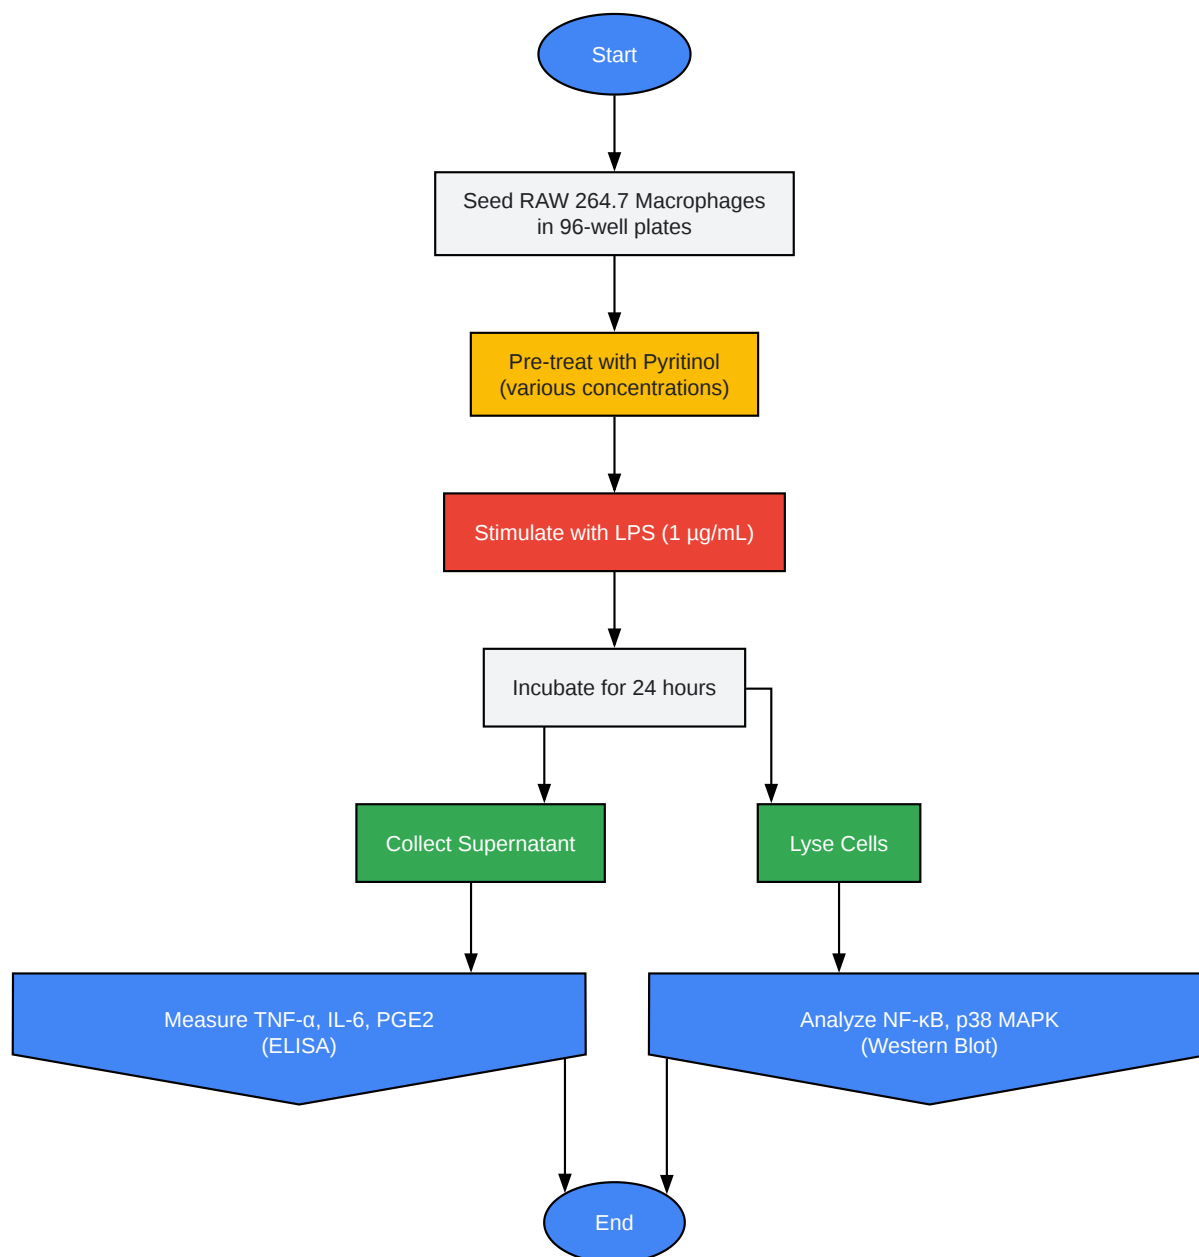 Start
Seed RAW 264.7 Macrophages
in 96-well plates
Pre-treat with Pyritinol
(various concentrations)
Stimulate with LPS (1 µg/mL)
Incubate for 24 hours
Collect Supernatant
Lyse Cells
Measure TNF-α, IL-6, PGE2
(ELISA)
Analyze NF-κB, p38 MAPK
(Western Blot)
End